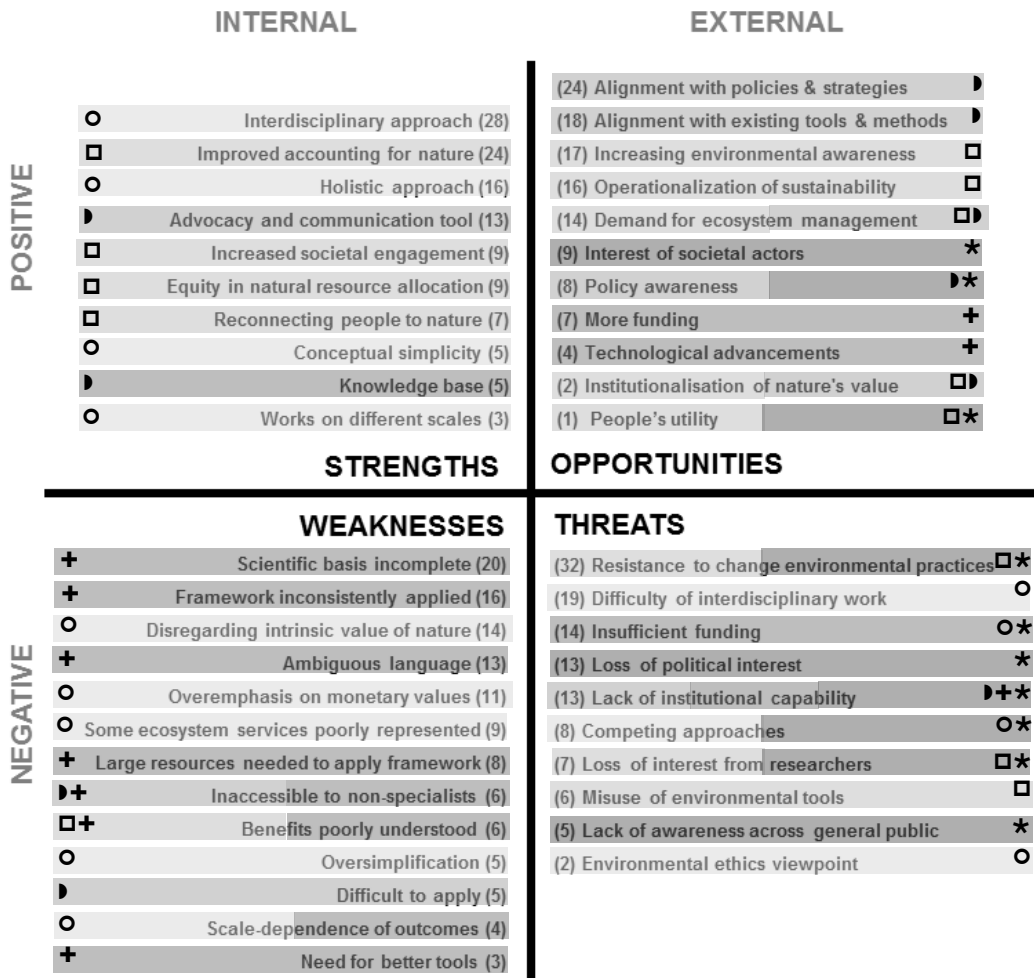 INTERNAL
EXTERNAL
POSITIVE
Interdisciplinary approach (28)
Improved accounting for nature (24)
Holistic approach (16)
Advocacy and communication tool (13)
Increased societal engagement (9)
Equity in natural resource allocation (9)
Reconnecting people to nature (7)
Conceptual simplicity (5)
Knowledge base (5)
Works on different scales (3)
STRENGTHS
(24) Alignment with policies & strategies
(18) Alignment with existing tools & methods
(17) Increasing environmental awareness
(16) Operationalization of sustainability
(14) Demand for ecosystem management
(9) Interest of societal actors
(8) Policy awareness
(7) More funding
(4) Technological advancements
(2) Institutionalisation of nature's value
(1) People's utility
OPPORTUNITIES
NEGATIVE
WEAKNESSES
Scientific basis incomplete (20)
Framework inconsistently applied (16)
Disregarding intrinsic value of nature (14)
Ambiguous language (13)
Overemphasis on monetary values (11)
Some ecosystem services poorly represented (9)
Large resources needed to apply framework (8)
Inaccessible to non-specialists (6)
Benefits poorly understood (6)
Oversimplification (5)
Difficult to apply (5)
Scale-dependence of outcomes (4)
Need for better tools (3)
THREATS
(32) Resistance to change environmental practices
(19) Difficulty of interdisciplinary work
(14) Insufficient funding
(13) Loss of political interest
(13) Lack of institutional capability
(8) Competing approaches
(7) Loss of interest from researchers
(6) Misuse of environmental tools
(5) Lack of awareness across general public
(2) Environmental ethics viewpoint